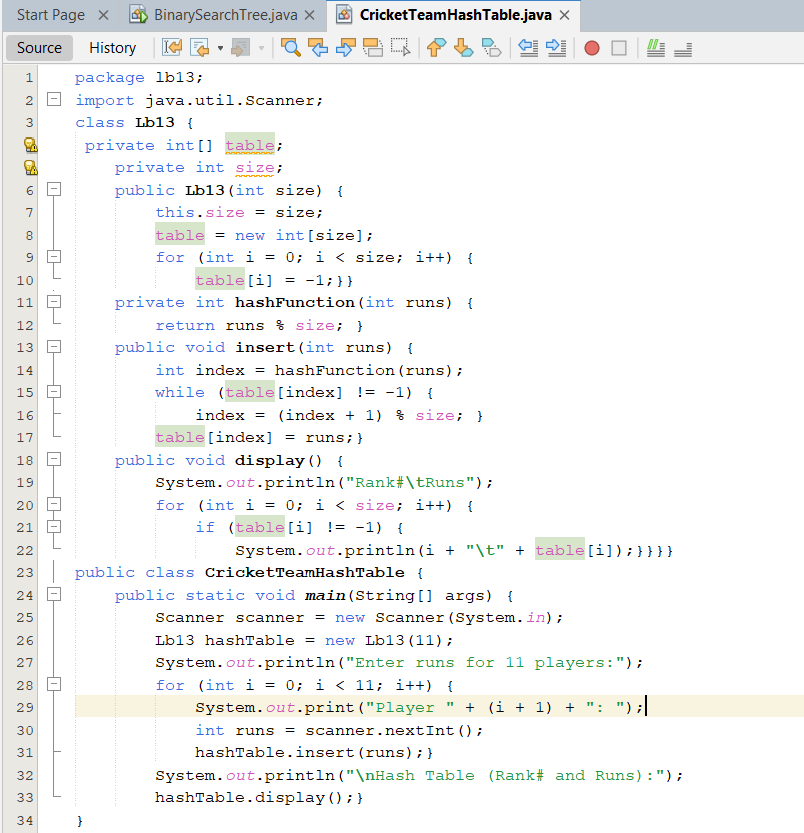 Start Page BinarySearchTree.java CricketTeamHashTable.java
Source History
1 package lb13;
2 import java.util.Scanner;
3 class Lb13 {
private int[] table;
private int size;
6 public Lb13(int size) {
7 this.size = size;
8 table = new int[size];
9 for (int i = 0; i < size; i++) {
10 table[i] = -1;}}
11 private int hashFunction(int runs) {
12 return runs % size; }
13 public void insert(int runs) {
14 int index = hashFunction(runs);
15 while (table[index] != -1) {
16 index = (index + 1) % size; }
17 table[index] = runs;}
18 public void display() {
19 System.out.println("Rank#\tRuns");
20 for (int i = 0; i < size; i++) {
21 if (table[i] != -1) {
22 System.out.println(i + "\t" + table[i]);}}}}
23 public class CricketTeamHashTable {
24 public static void main(String[] args) {
25 Scanner scanner = new Scanner(System.in);
26 Lb13 hashTable = new Lb13(11);
27 System.out.println("Enter runs for 11 players:");
28 for (int i = 0; i < 11; i++) {
29 System.out.print("Player " + (i + 1) + ": ");
30 int runs = scanner.nextInt();
31 hashTable.insert(runs);}
32 System.out.println("\nHash Table (Rank# and Runs):");
33 hashTable.display();}
34 }